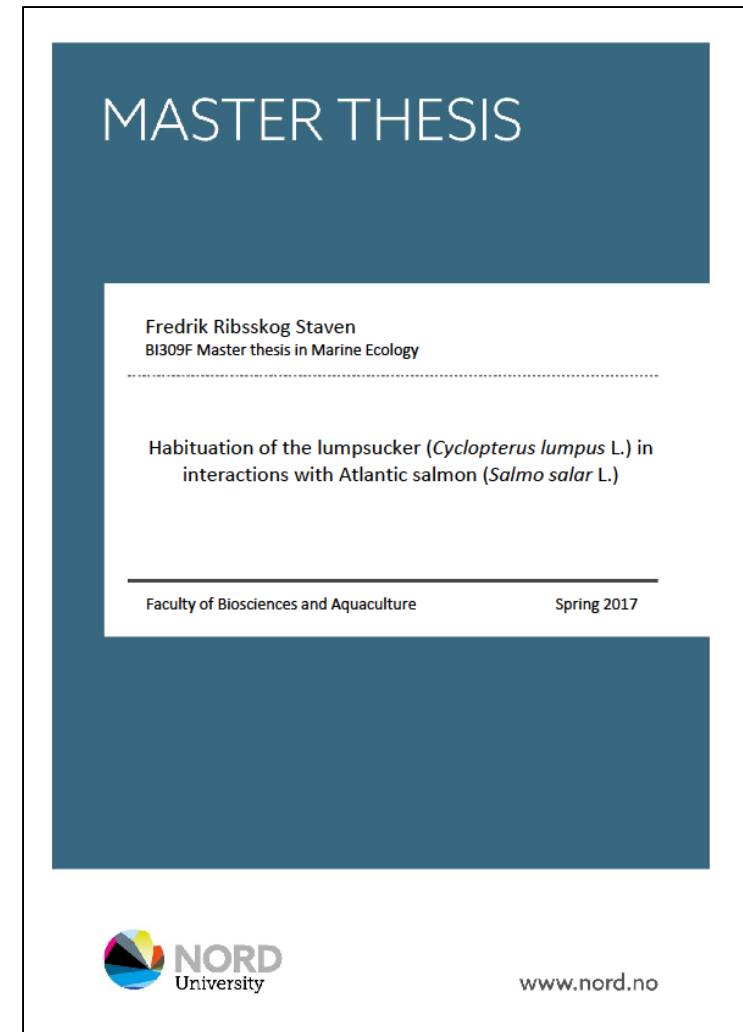 MASTER THESIS
Fredrik Ribsskog Staven
BI309F Master thesis in Marine Ecology
Habituation of the lumpsucker (Cyclopterus lumpus L.) in
interactions with Atlantic salmon (Salmo salar L.)
Faculty of Biosciences and Aquaculture Spring 2017
NORD
University
www.nord.no